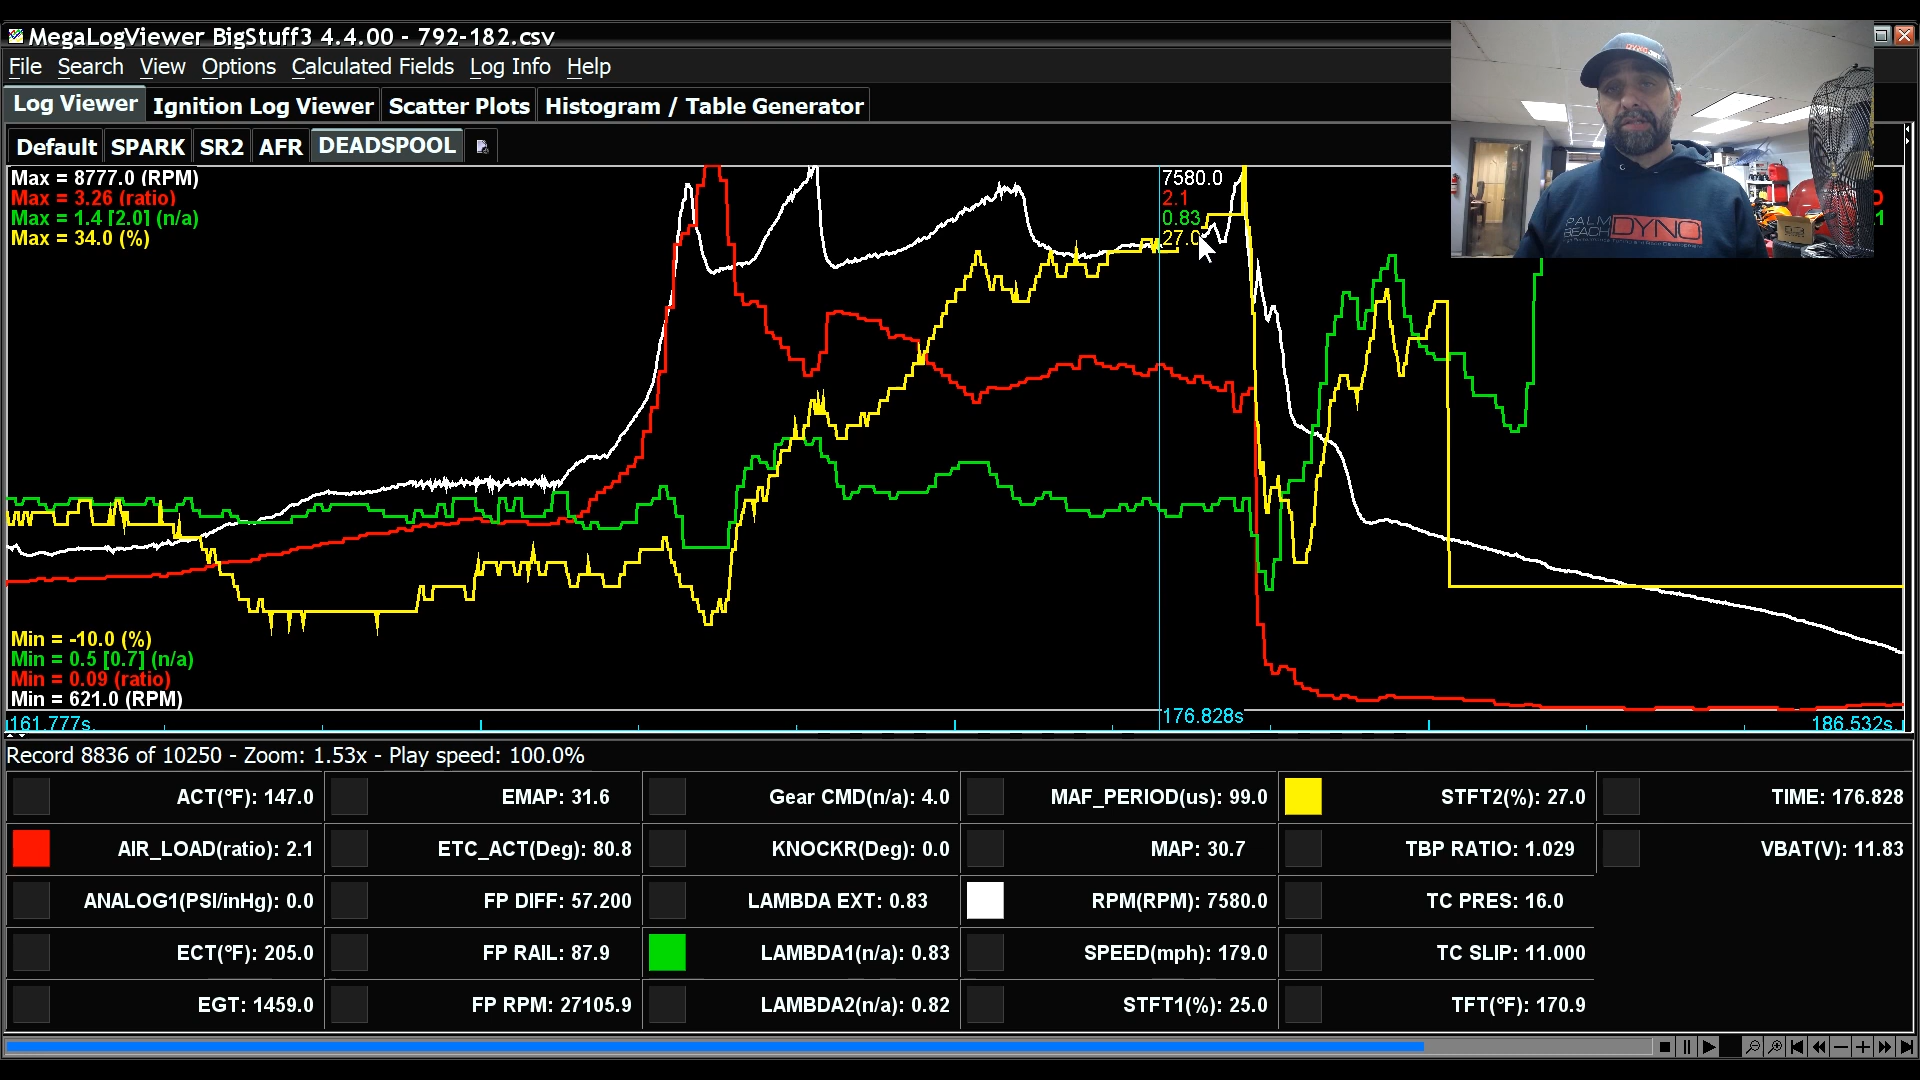 MegaLogViewer BigStuff3 4.4.00 - 792-182.csv
File Search View Options Calculated Fields Log Info Help
Log Viewer Ignition Log Viewer Scatter Plots Histogram / Table Generator
Default SPARK SR2 AFR DEADSPOOL
Max = 8777.0 (RPM)
Max = 3.26 (ratio)
Max = 1.4 [2.0] (n/a)
Max = 34.0 (%)
7580.0
2.1
0.83
27.0
PALM BEACH DYNO
Min = -10.0 (%)
Min = 0.5 [0.7] (n/a)
Min = 0.09 (ratio)
Min = 621.0 (RPM)
161.777s 176.828s 186.532s
Record 8836 of 10250 - Zoom: 1.53x - Play speed: 100.0%
ACT(°F): 147.0 EMAP: 31.6 Gear CMD(n/a): 4.0 MAF_PERIOD(us): 99.0 STFT2(%): 27.0 TIME: 176.828
AIR_LOAD(ratio): 2.1 ETC_ACT(Deg): 80.8 KNOCKR(Deg): 0.0 MAP: 30.7 TBP RATIO: 1.029 VBAT(V): 11.83
ANALOG1(PSI/inHg): 0.0 FP DIFF: 57.200 LAMBDA EXT: 0.83 RPM(RPM): 7580.0 TC PRES: 16.0
ECT(°F): 205.0 FP RAIL: 87.9 LAMBDA1(n/a): 0.83 SPEED(mph): 179.0 TC SLIP: 11.000
EGT: 1459.0 FP RPM: 27105.9 LAMBDA2(n/a): 0.82 STFT1(%): 25.0 TFT(°F): 170.9